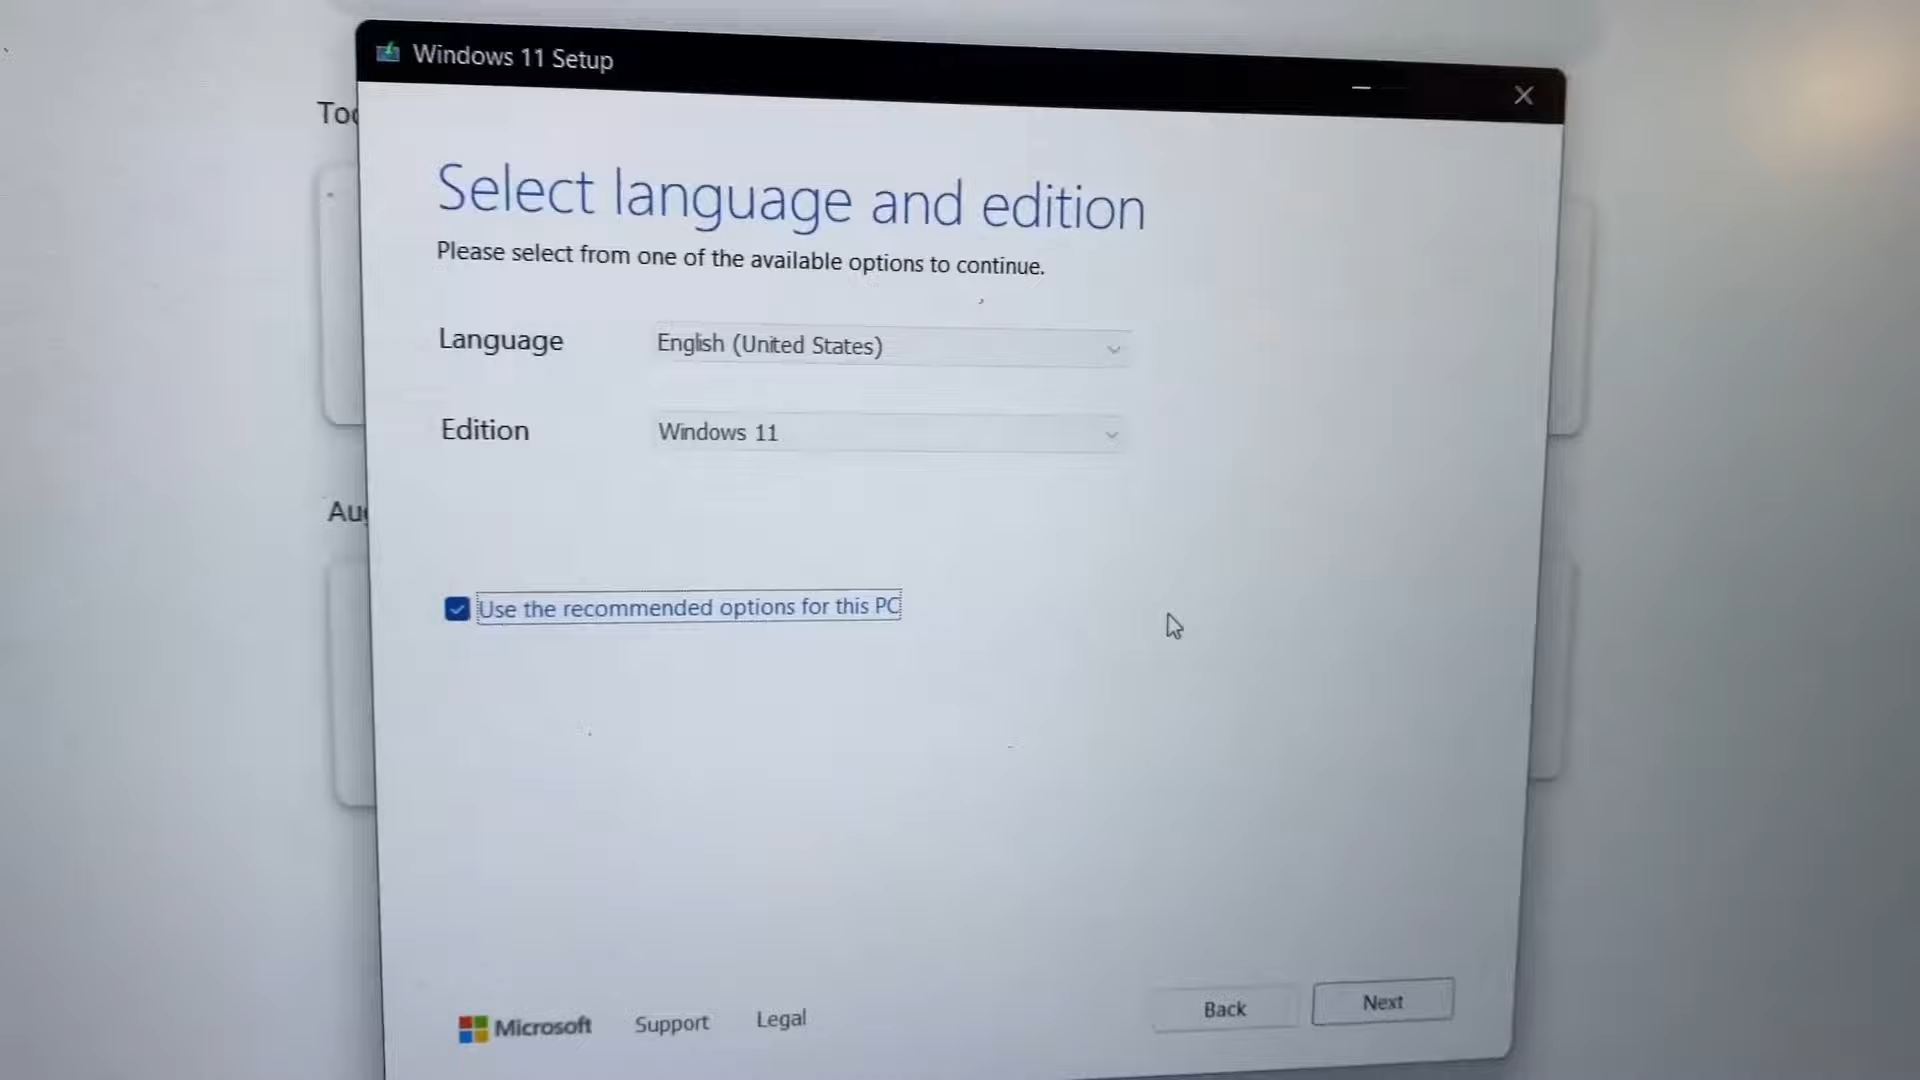 Windows 11 Setup
Select language and edition
Please select from one of the available options to continue.
Language
English (United States)
Edition
Windows 11
Use the recommended options for this PC
Microsoft
Support
Legal
Back
Next